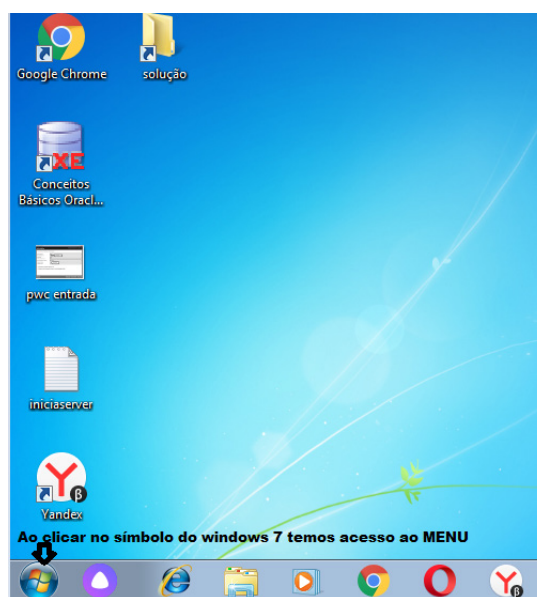 Google Chrome
solução
XE
Conceitos
Básicos Oracl...
pwc entrada
iniciaserver
Y β
Yandex
Ao clicar no símbolo do windows 7 temos acesso ao MENU
Y β